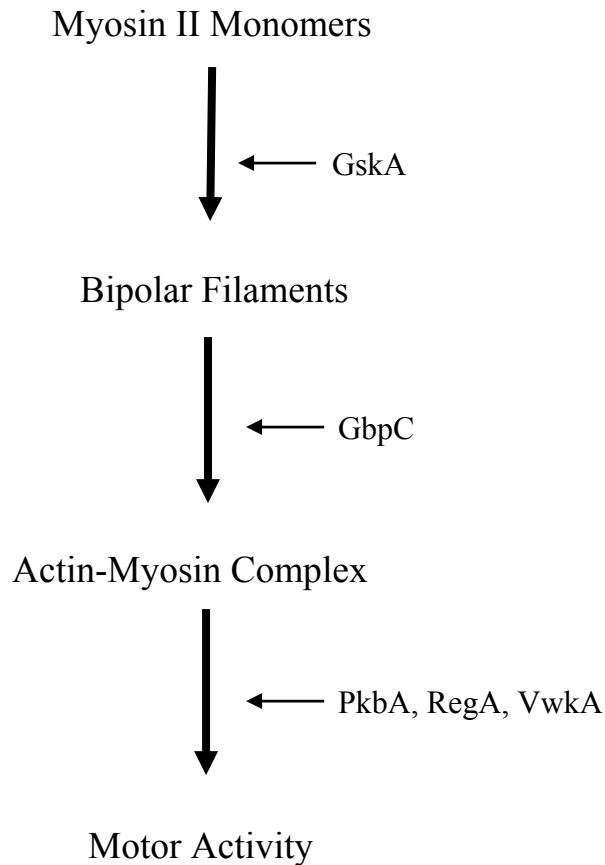 Myosin II Monomers
GskA
Bipolar Filaments
GbpC
Actin-Myosin Complex
PkbA, RegA, VwkA
Motor Activity